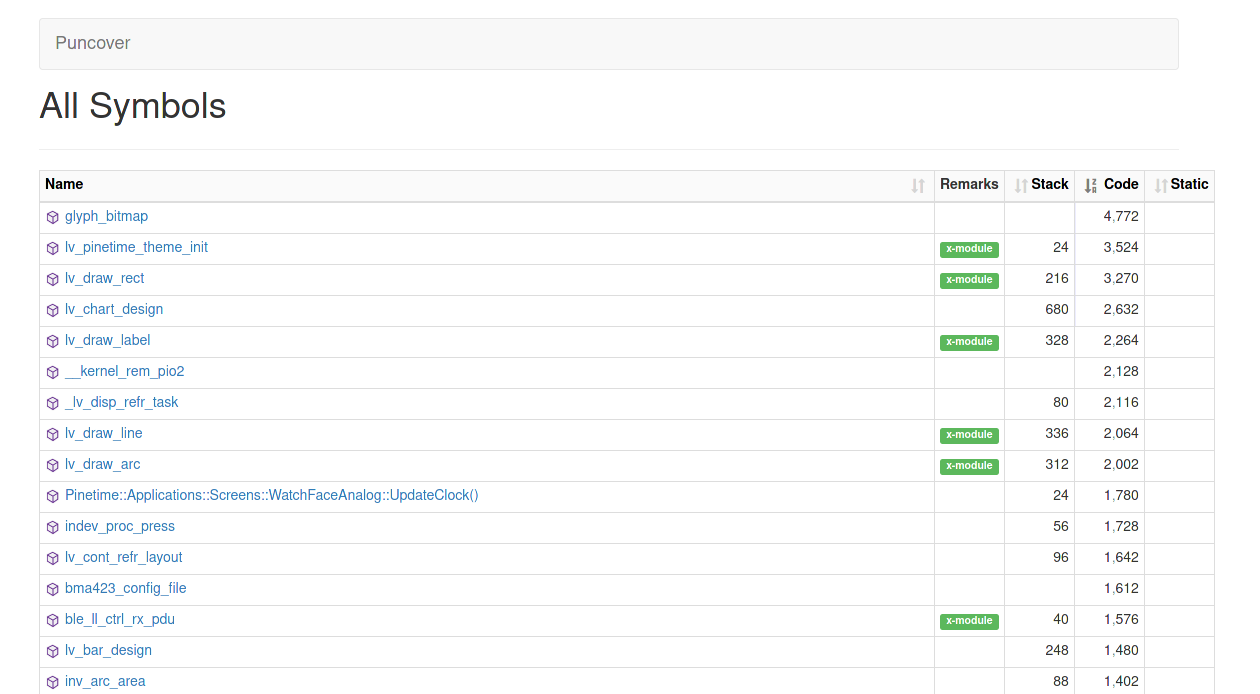 Puncover
All Symbols
Name Remarks Stack Code Static
glyph_bitmap 4,772
lv_pinetime_theme_init x-module 24 3,524
lv_draw_rect x-module 216 3,270
lv_chart_design 680 2,632
lv_draw_label x-module 328 2,264
__kernel_rem_pio2 2,128
_lv_disp_refr_task 80 2,116
lv_draw_line x-module 336 2,064
lv_draw_arc x-module 312 2,002
Pinetime::Applications::Screens::WatchFaceAnalog::UpdateClock() 24 1,780
indev_proc_press 56 1,728
lv_cont_refr_layout 96 1,642
bma423_config_file 1,612
ble_ll_ctrl_rx_pdu x-module 40 1,576
lv_bar_design 248 1,480
inv_arc_area 88 1,402